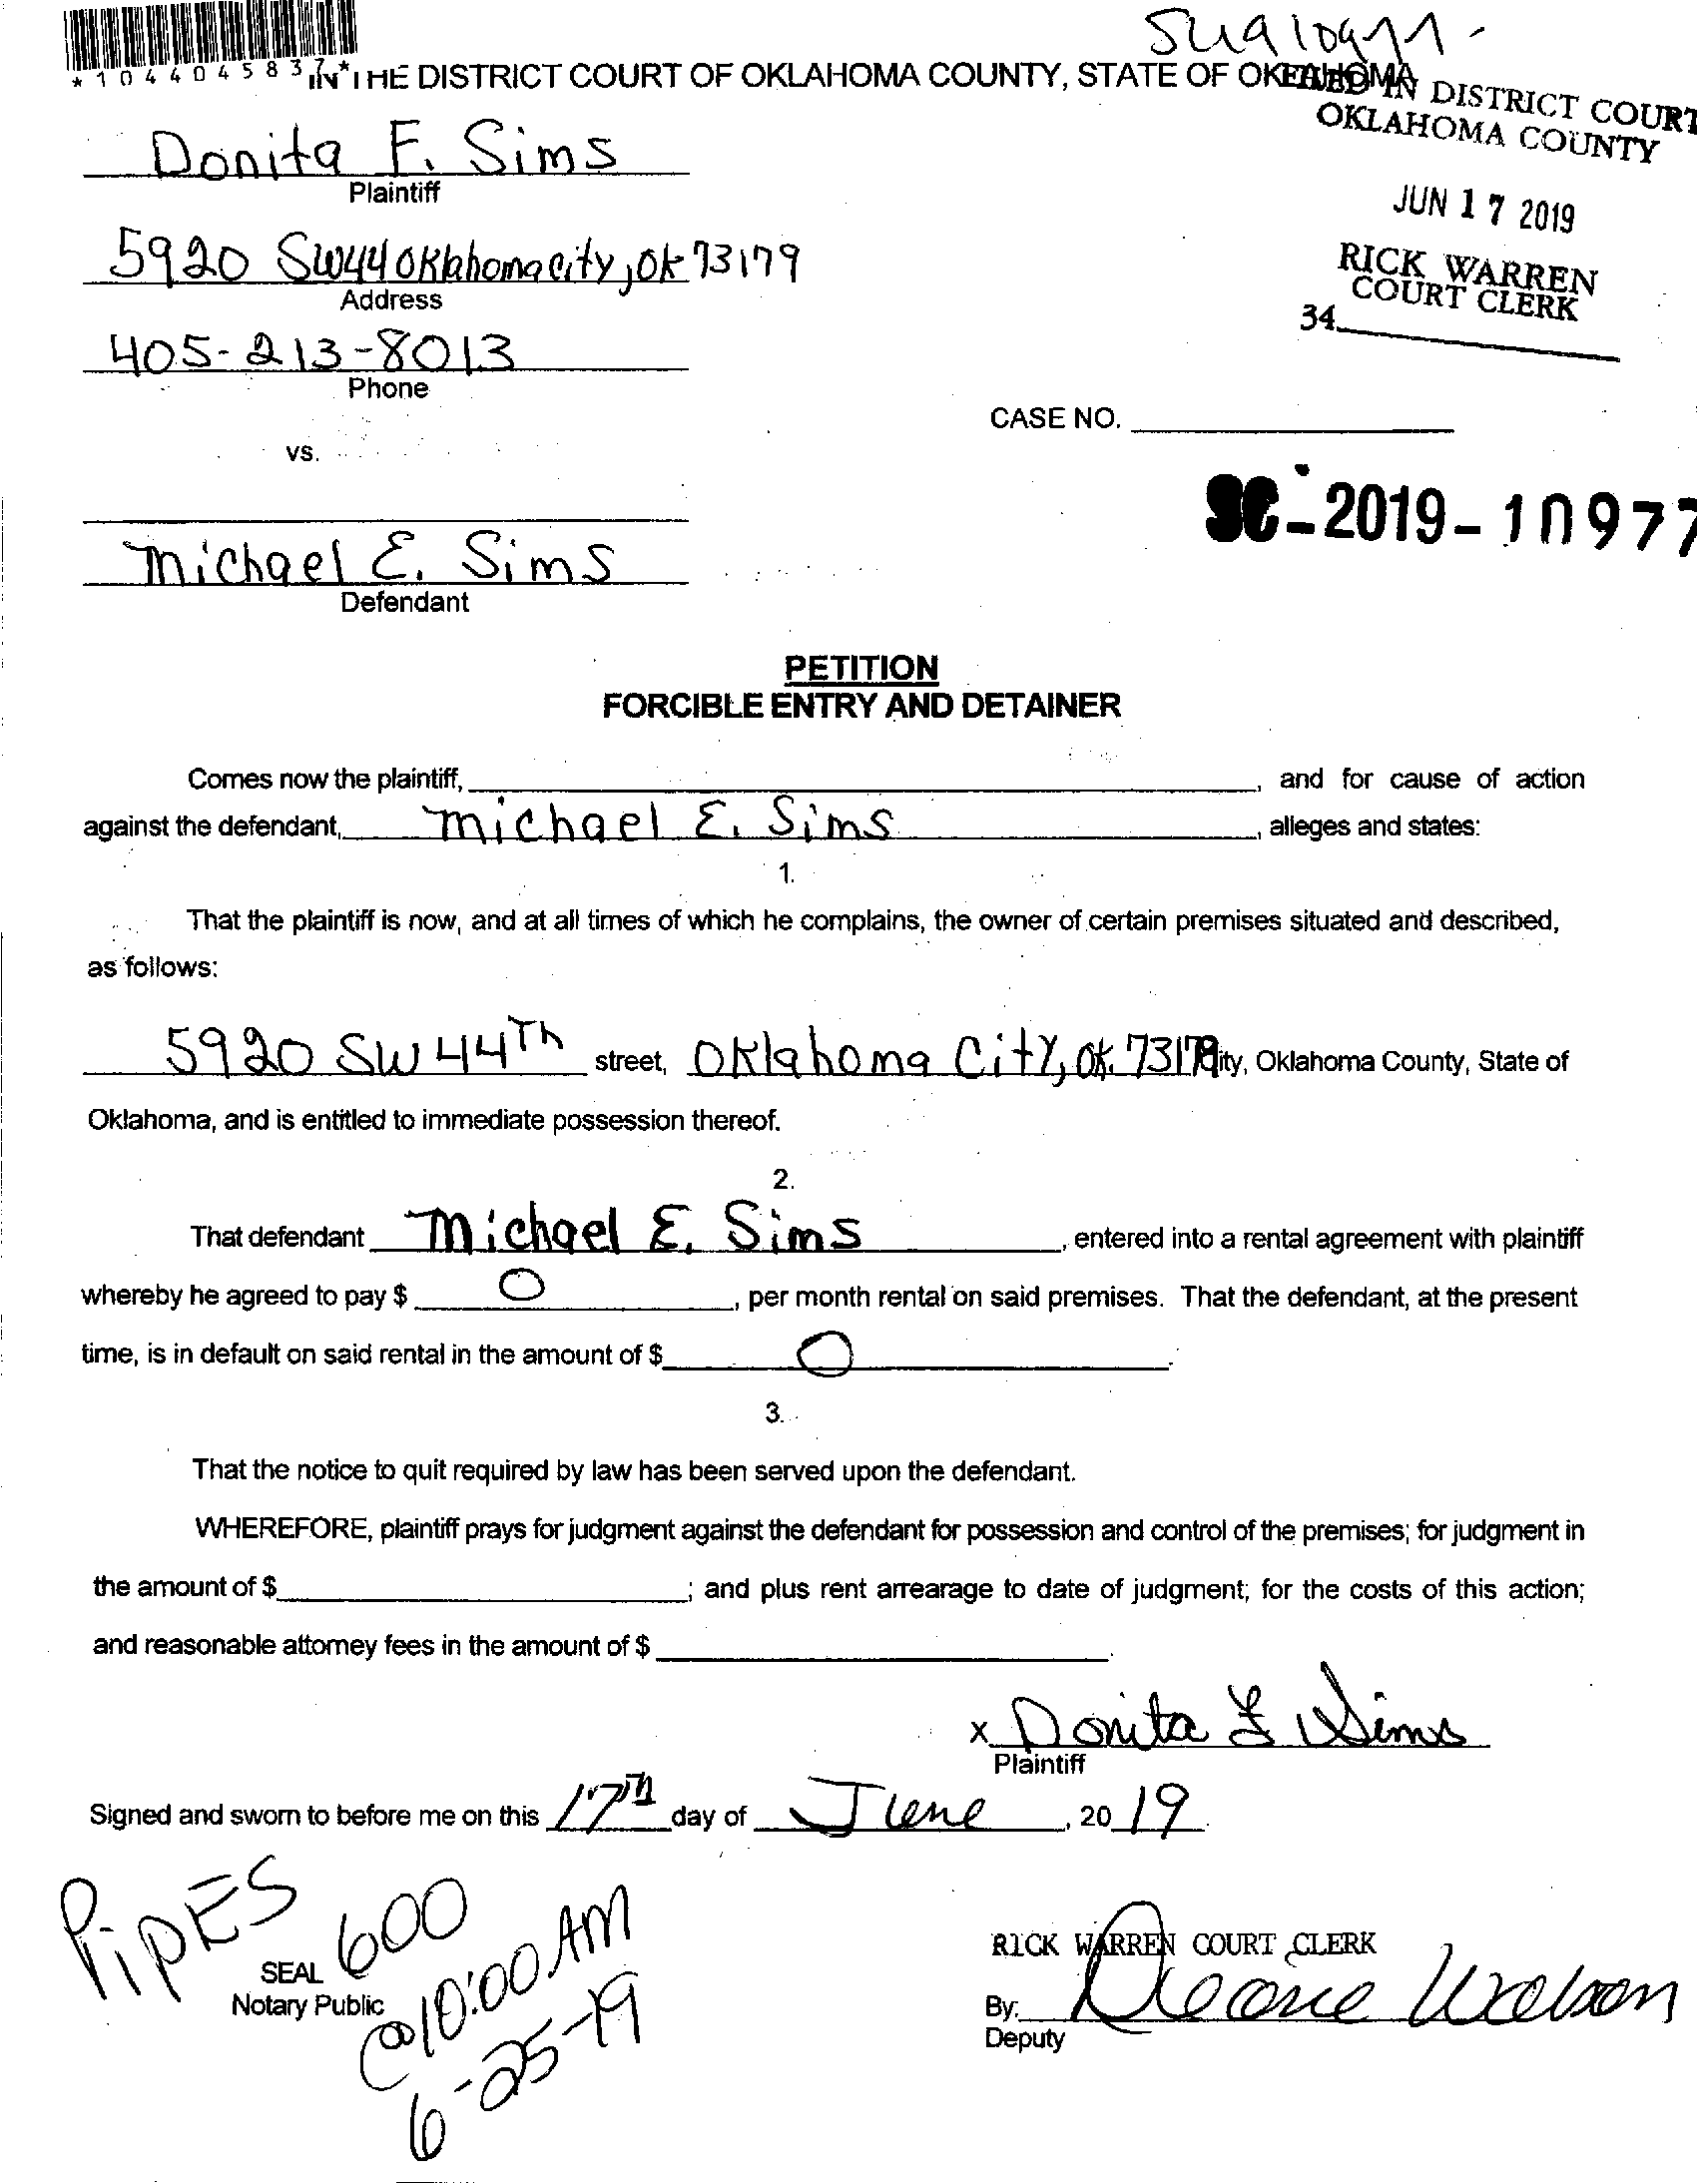 *1044045837*
IN THE DISTRICT COURT OF OKLAHOMA COUNTY, STATE OF OKLAHOMA
FILED IN DISTRICT COURT
OKLAHOMA COUNTY
JUN 17 2019
RICK WARREN
COURT CLERK
34
Donita F. Sims
Plaintiff
5920 SW44 Oklahoma city, Ok 73179
Address
405-213-8013
Phone
CASE NO.
vs.
SC-2019-10977
Michael E. Sims
Defendant
PETITION
FORCIBLE ENTRY AND DETAINER
Comes now the plaintiff, , and for cause of action
against the defendant, Michael E. Sims , alleges and states:
1.
That the plaintiff is now, and at all times of which he complains, the owner of certain premises situated and described,
as follows:
5920 SW 44Th street, Oklahoma City, OK. 73179 City, Oklahoma County, State of
Oklahoma, and is entitled to immediate possession thereof.
2.
That defendant Michael E. Sims , entered into a rental agreement with plaintiff
whereby he agreed to pay $ 0 , per month rental on said premises. That the defendant, at the present
time, is in default on said rental in the amount of $ 0 .
3.
That the notice to quit required by law has been served upon the defendant.
WHEREFORE, plaintiff prays for judgment against the defendant for possession and control of the premises; for judgment in
the amount of $ ; and plus rent arrearage to date of judgment; for the costs of this action;
and reasonable attorney fees in the amount of $ .
x Donita F Sims
Plaintiff
Signed and sworn to before me on this 17th day of June , 20 19 .
PipES
600
@10:00 AM
6-25-19
SEAL
Notary Public
RICK WARREN COURT CLERK
By:
Deputy